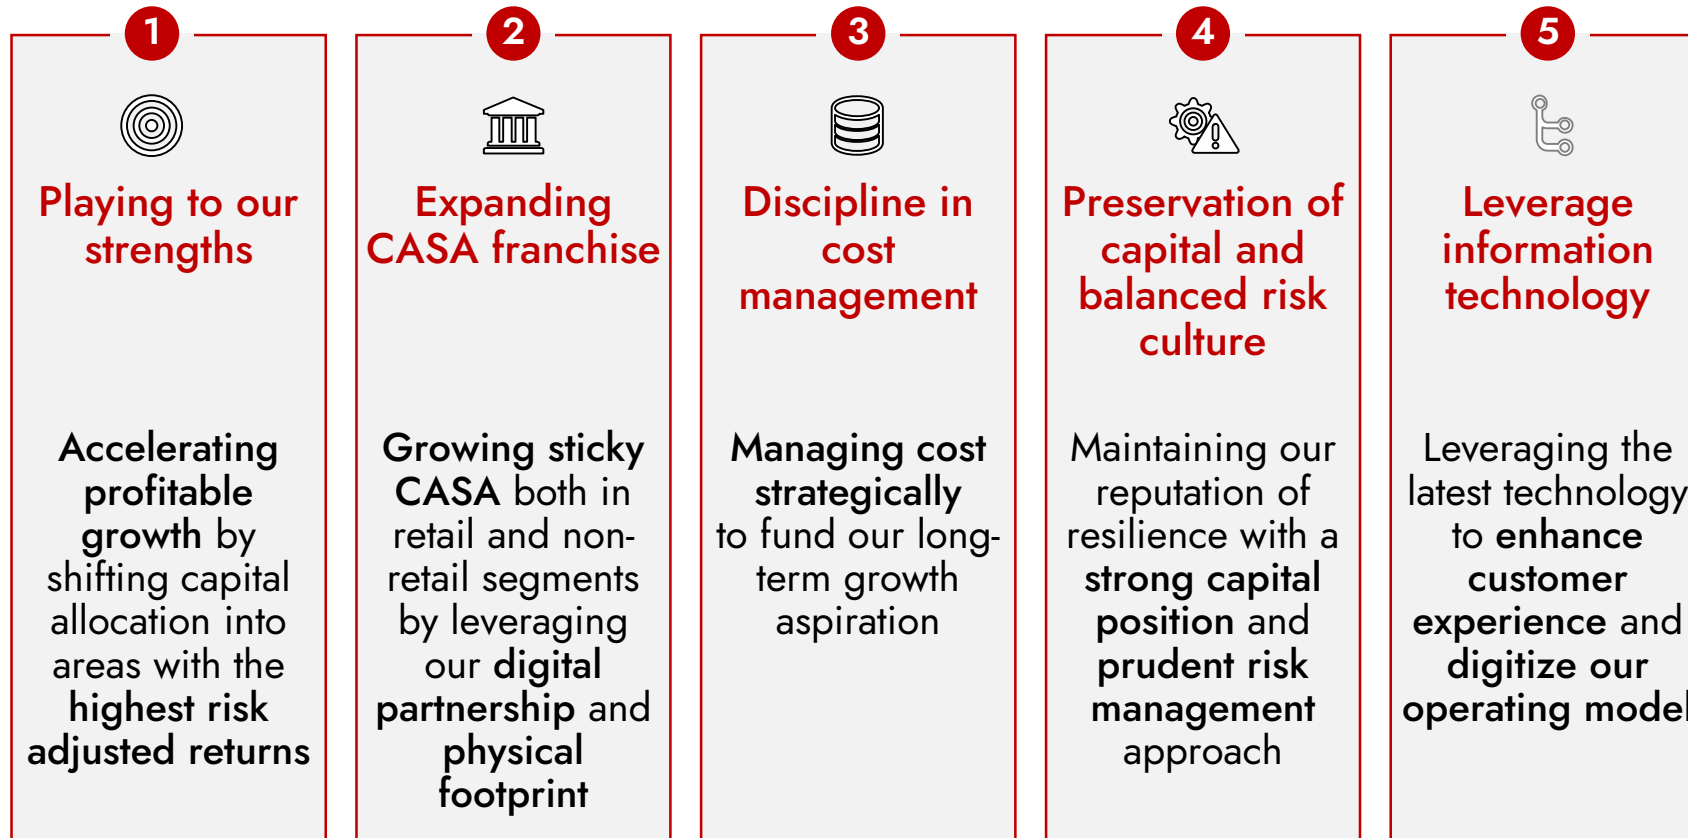 1
Playing to our
strengths
Accelerating
profitable
growth by
shifting capital
allocation into
areas with the
highest risk
adjusted returns
2
Expanding
CASA franchise
Growing sticky
CASA both in
retail and non-
retail segments
by leveraging
our digital
partnership and
physical
footprint
3
Discipline in
cost
management
Managing cost
strategically
to fund our long-
term growth
aspiration
4
Preservation of
capital and
balanced risk
culture
Maintaining our
reputation of
resilience with a
strong capital
position and
prudent risk
management
approach
5
Leverage
information
technology
Leveraging the
latest technology
to enhance
customer
experience and
digitize our
operating model